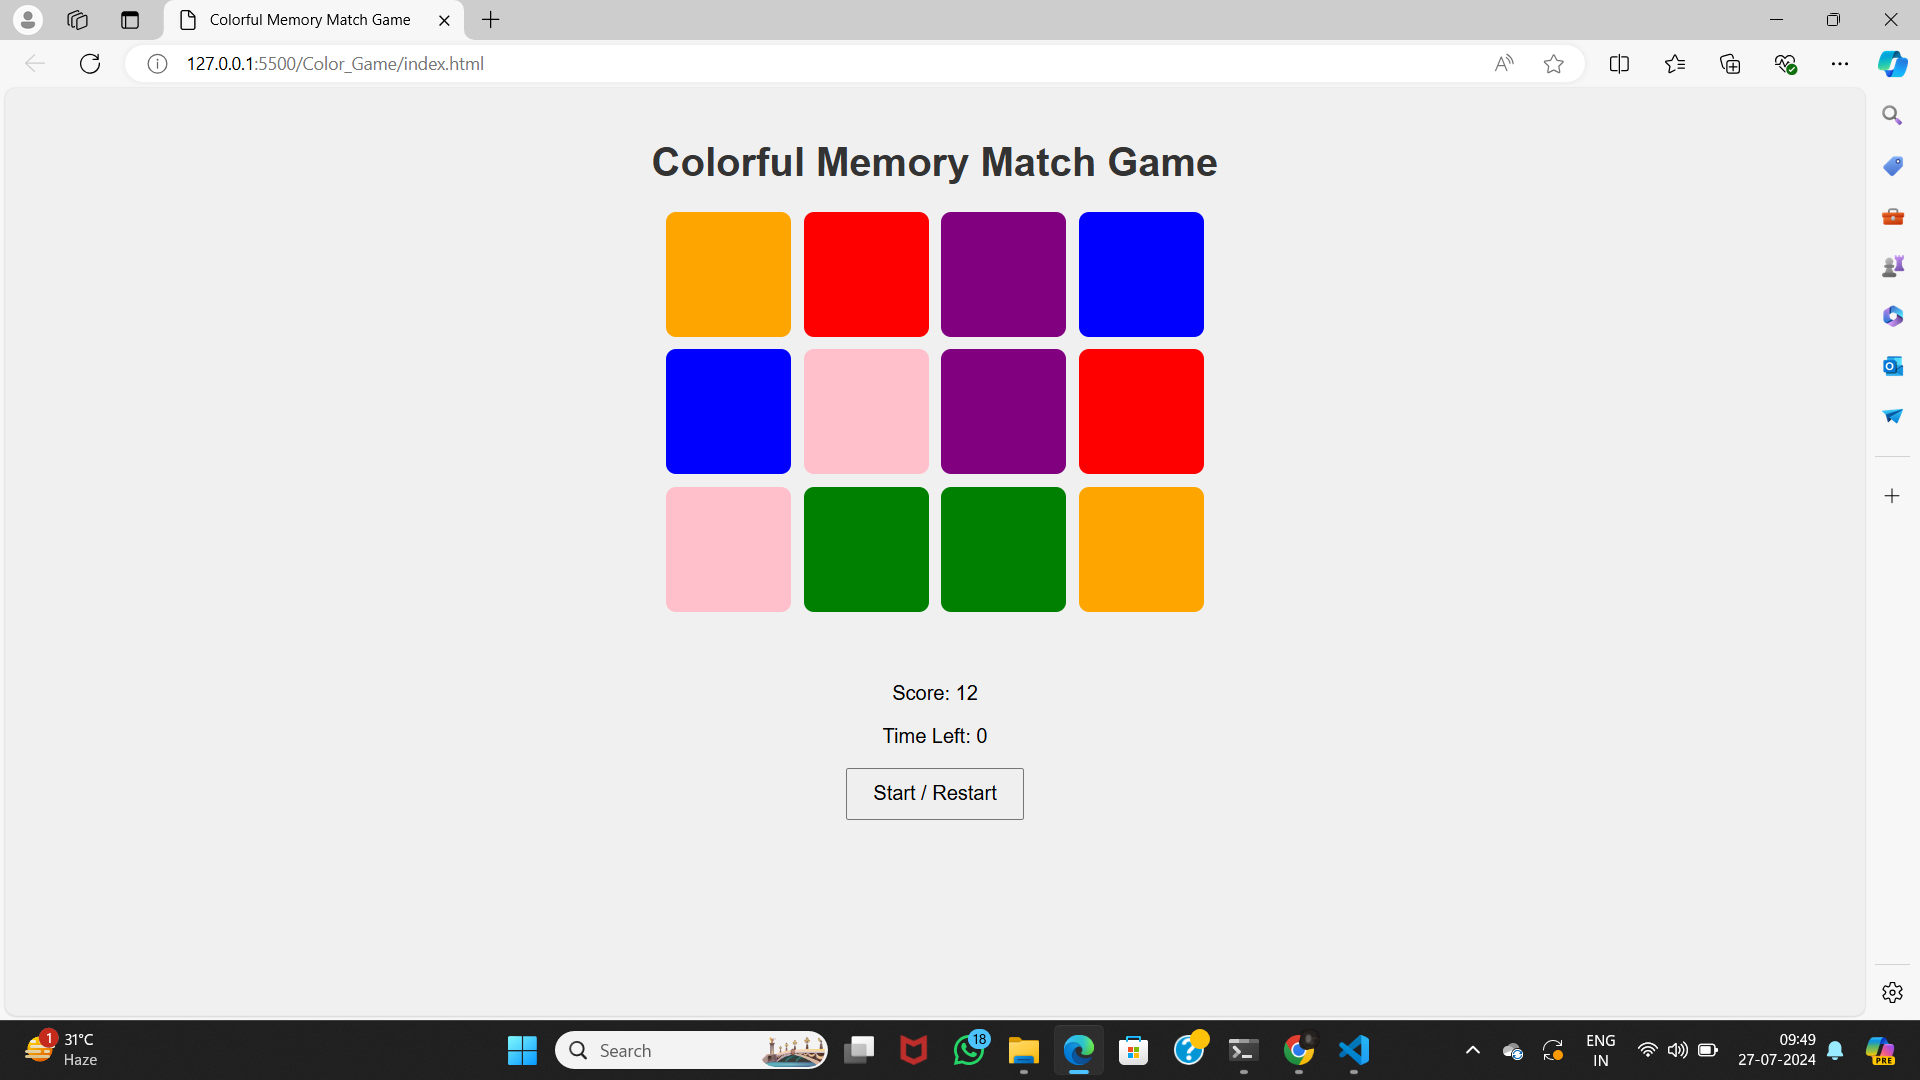 Colorful Memory Match Game
127.0.0.1:5500/Color_Game/index.html
Colorful Memory Match Game
Score: 12
Time Left: 0
Start / Restart
1
31°C
Haze
Search
18
ENG
IN
09:49
27-07-2024
PRE